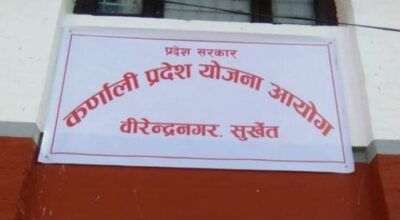 प्रदेश सरकार
कर्णाली प्रदेश योजना आयोग
वीरेन्द्रनगर, सुर्खेत